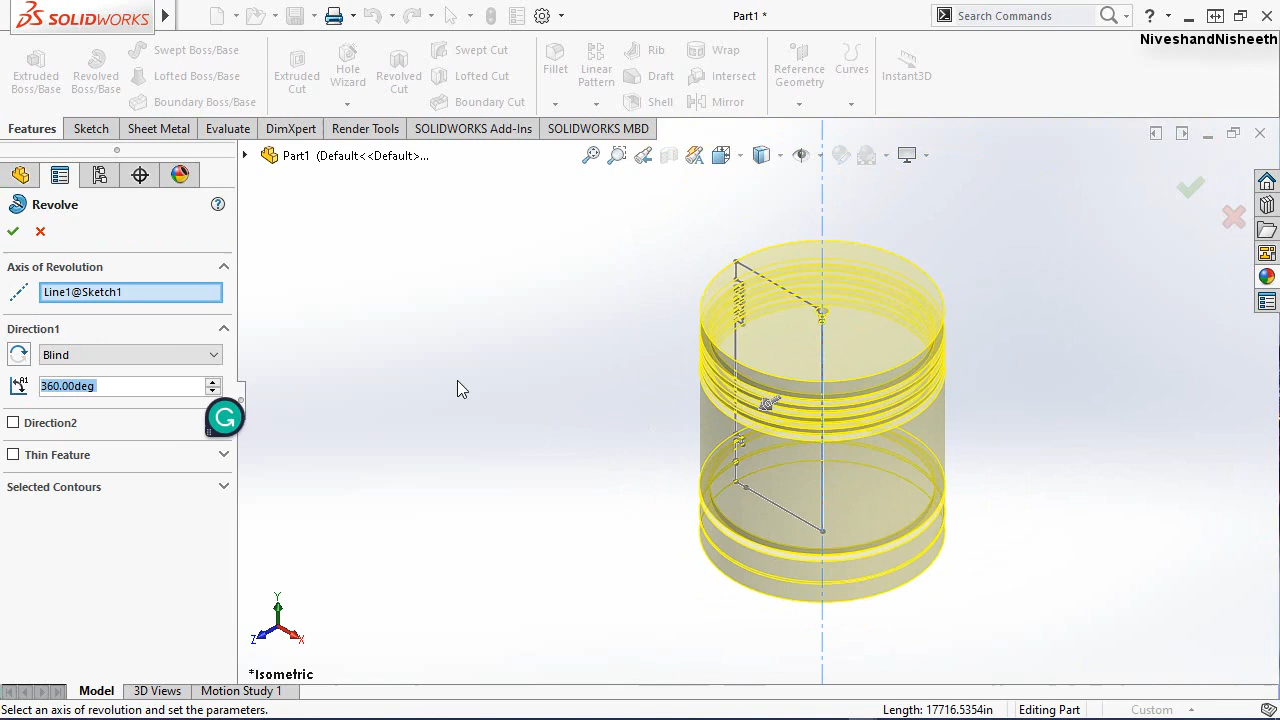 SOLIDWORKS
Part1 *
Search Commands
?
NiveshandNisheeth
Extruded Boss/Base
Revolved Boss/Base
Swept Boss/Base
Lofted Boss/Base
Boundary Boss/Base
Extruded Cut
Hole Wizard
Revolved Cut
Swept Cut
Lofted Cut
Boundary Cut
Fillet
Linear Pattern
Rib
Draft
Shell
Wrap
Intersect
Mirror
Reference Geometry
Curves
Instant3D
Features
Sketch
Sheet Metal
Evaluate
DimXpert
Render Tools
SOLIDWORKS Add-Ins
SOLIDWORKS MBD
Part1 (Default<<Default>...
Revolve
?
Axis of Revolution
Line1@Sketch1
Direction1
Blind
360.00deg
Direction2
Thin Feature
Selected Contours
Y
Z
X
*Isometric
Model
3D Views
Motion Study 1
Select an axis of revolution and set the parameters.
Length: 17716.5354in
Editing Part
Custom